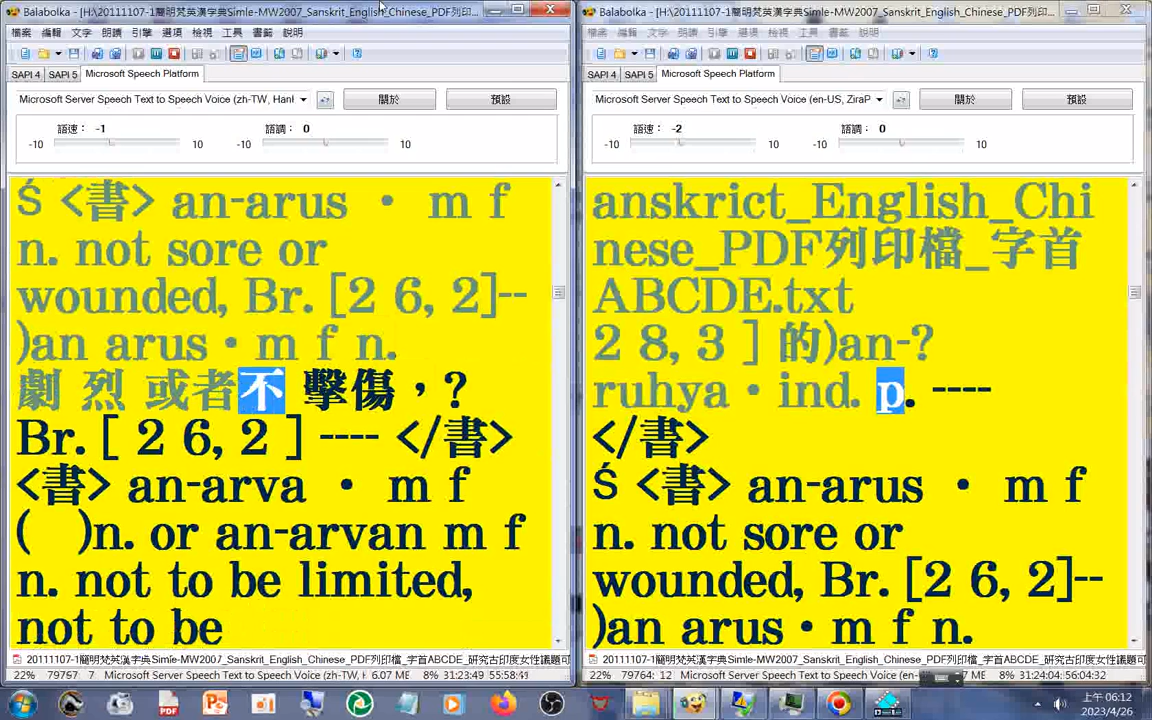 Balabolka - [H:\20111107-1簡明梵英漢字典Simle-MW2007_Sanskrit_English_Chinese_PDF列印...
檔案 編輯 文字 朗讀 引擎 選項 檢視 工具 書籤 說明
SAPI 4 SAPI 5 Microsoft Speech Platform
Microsoft Server Speech Text to Speech Voice (zh-TW, Hanl 關於 預設
語速： -1 語調： 0
-10 10 -10 10
Ś <書> an-arus • m f
n. not sore or
wounded, Br. [2 6, 2]--
)an arus • m f n.
劇 烈 或者不 擊傷，?
Br. [ 2 6, 2 ] ---- </書>
<書> an-arva • m f
( )n. or an-arvan m f
n. not to be limited,
not to be
20111107-1簡明梵英漢字典Simle-MW2007_Sanskrit_English_Chinese_PDF列印檔_字首ABCDE_研究古印度女性議題可
22% 79797: 7 Microsoft Server Speech Text to Speech Voice (zh-TW, H 6.07 MB 8% 31:23:49 55:58:41
Balabolka - [H:\20111107-1簡明梵英漢字典Simle-MW2007_Sanskrit_English_Chinese_PDF列印...
檔案 編輯 文字 朗讀 引擎 選項 檢視 工具 書籤 說明
SAPI 4 SAPI 5 Microsoft Speech Platform
Microsoft Server Speech Text to Speech Voice (en-US, ZiraP 關於 預設
語速： -2 語調： 0
-10 10 -10 10
anskrict_English_Chi
nese_PDF列印檔_字首
ABCDE.txt
2 8, 3 ] 的)an-?
ruhya • ind. p. ----
</書>
Ś <書> an-arus • m f
n. not sore or
wounded, Br. [2 6, 2]--
)an arus • m f n.
20111107-1簡明梵英漢字典Simle-MW2007_Sanskrit_English_Chinese_PDF列印檔_字首ABCDE_研究古印度女性議題可
22% 79764: 12 Microsoft Server Speech Text to Speech Voice (en-US, Z MB 8% 31:24:04 56:04:32
上午 06:12
2023/4/26